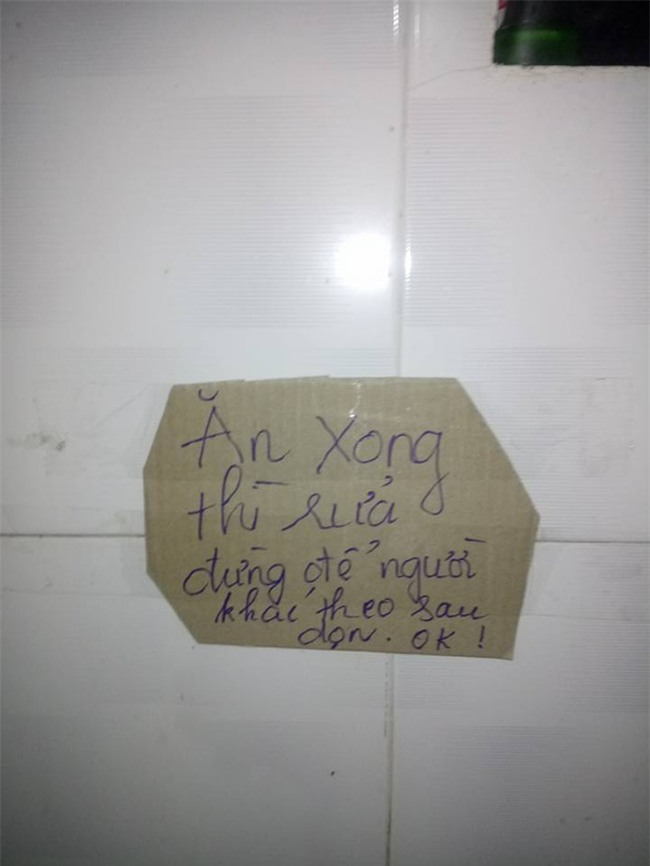 Ăn xong
thì rửa
đừng để người
khác theo sau
dọn. OK!